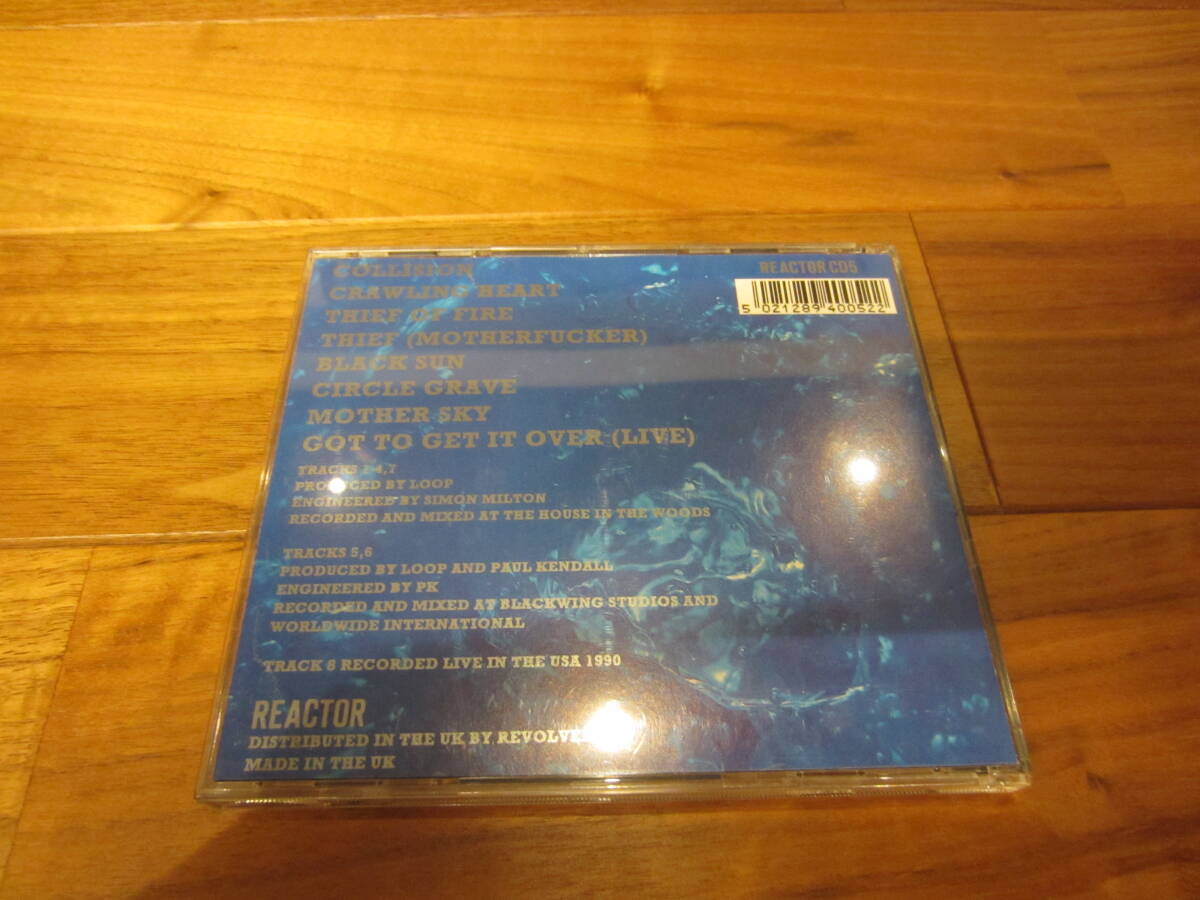 COLLISION
CRAWLING HEART
THIEF OF FIRE
THIEF (MOTHERFUCKER)
BLACK SUN
CIRCLE GRAVE
MOTHER SKY
GOT TO GET IT OVER (LIVE)
REACTOR CD5
5 021289 400522
TRACKS 1-4,7
PRODUCED BY LOOP
ENGINEERED BY SIMON MILTON
RECORDED AND MIXED AT THE HOUSE IN THE WOODS
TRACKS 5,6
PRODUCED BY LOOP AND PAUL KENDALL
ENGINEERED BY PK
RECORDED AND MIXED AT BLACKWING STUDIOS AND
WORLDWIDE INTERNATIONAL
TRACK 8 RECORDED LIVE IN THE USA 1990
REACTOR
DISTRIBUTED IN THE UK BY REVOLVER
MADE IN THE UK